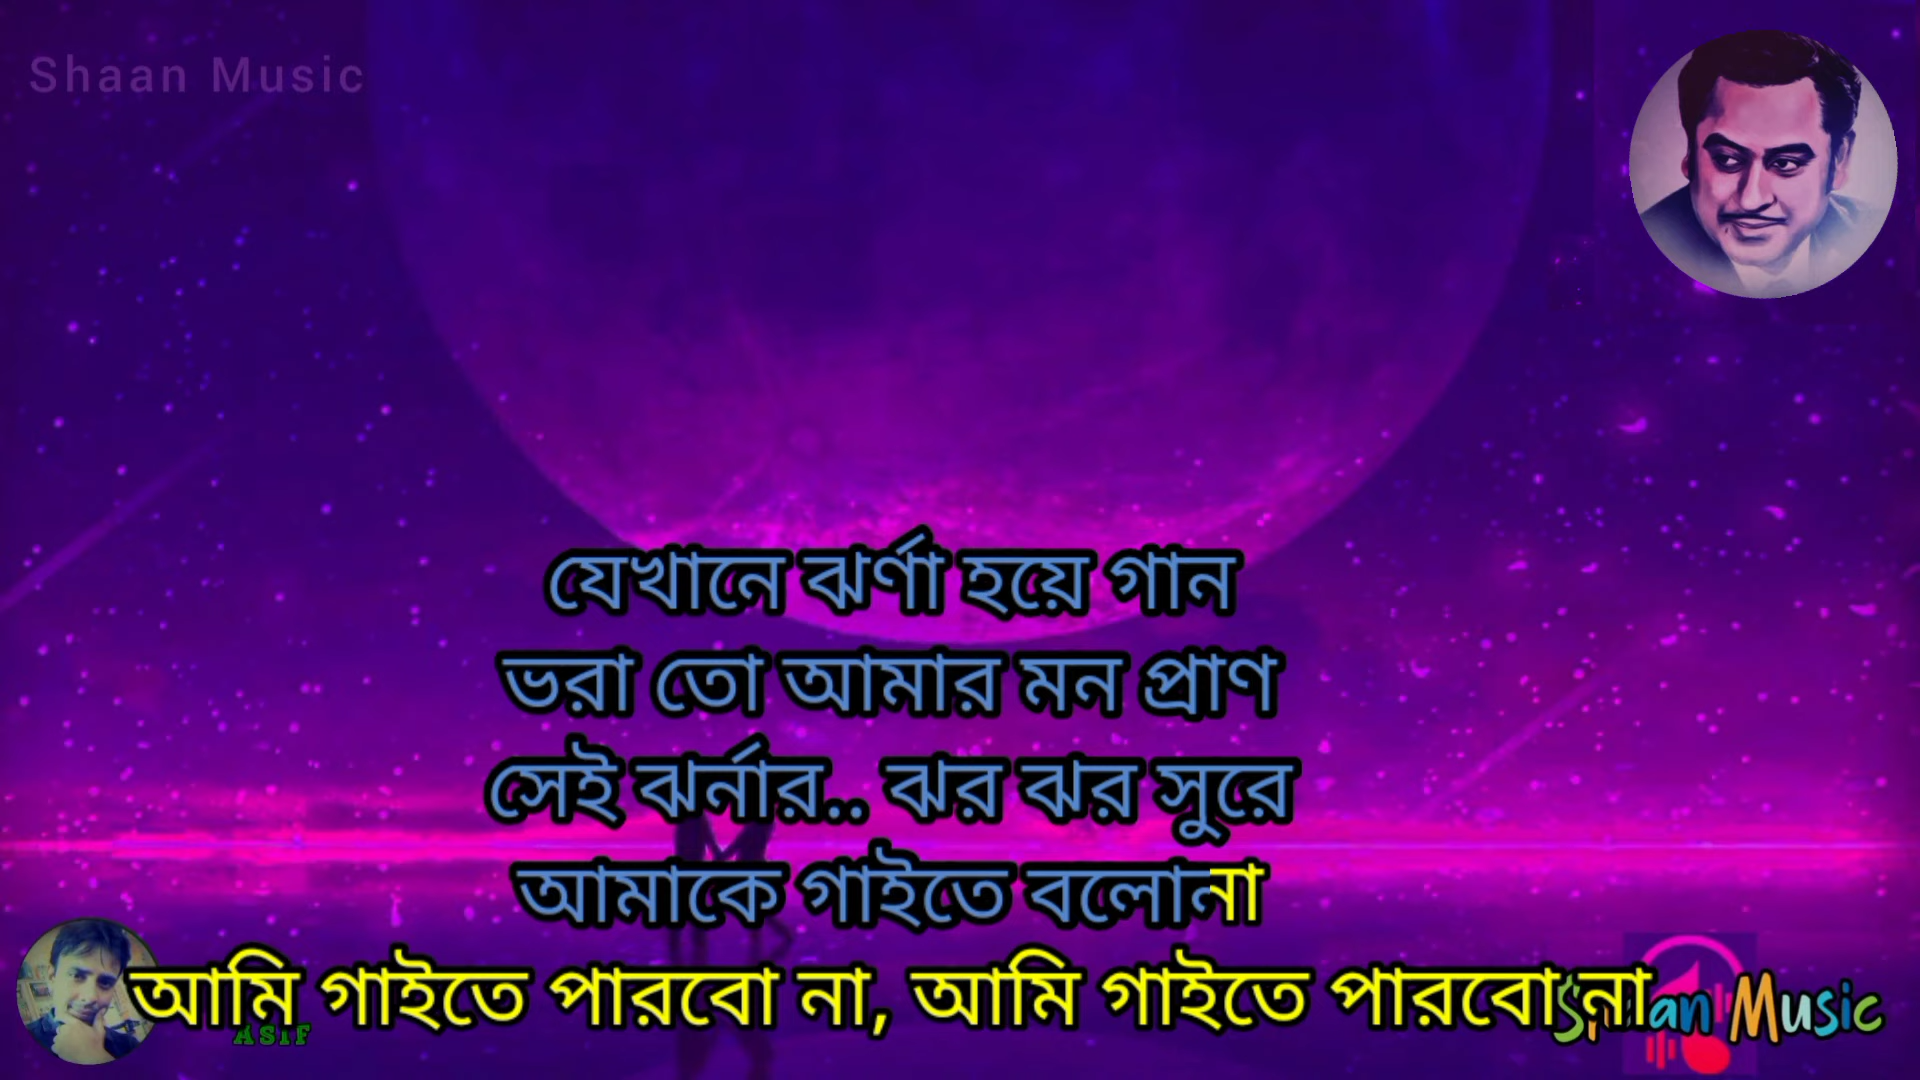 Shaan Music
যেখানে ঝর্ণা হয়ে গান
ভরা তো আমার মন প্রাণ
সেই ঝর্নার.. ঝর ঝর সুরে
আমাকে গাইতে বলোনা
আমি গাইতে পারবো না, আমি গাইতে পারবো না
ASIF
Shaan Music